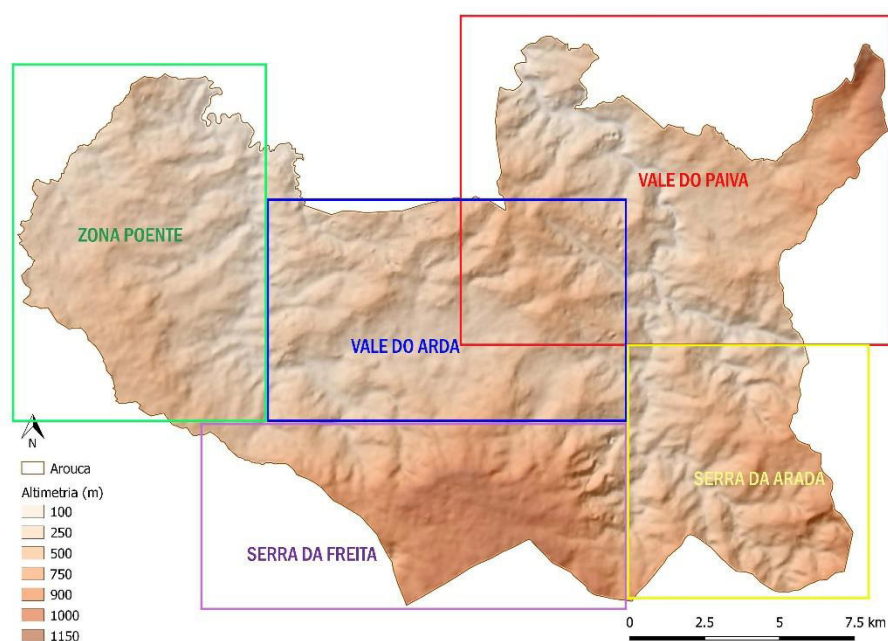 VALE DO PAIVA
ZONA POENTE
VALE DO ARDA
SERRA DA ARADA
SERRA DA FREITA
N
Arouca
Altimetria (m)
100
250
500
750
900
1000
1150
0 2.5 5 7.5 km